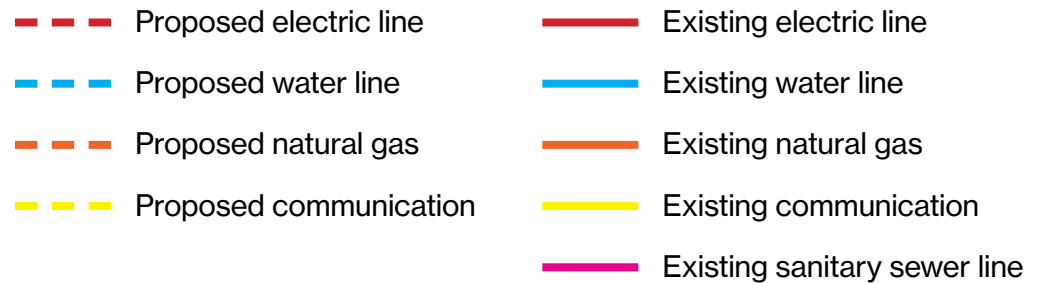 Proposed electric line
Proposed water line
Proposed natural gas
Proposed communication
Existing electric line
Existing water line
Existing natural gas
Existing communication
Existing sanitary sewer line